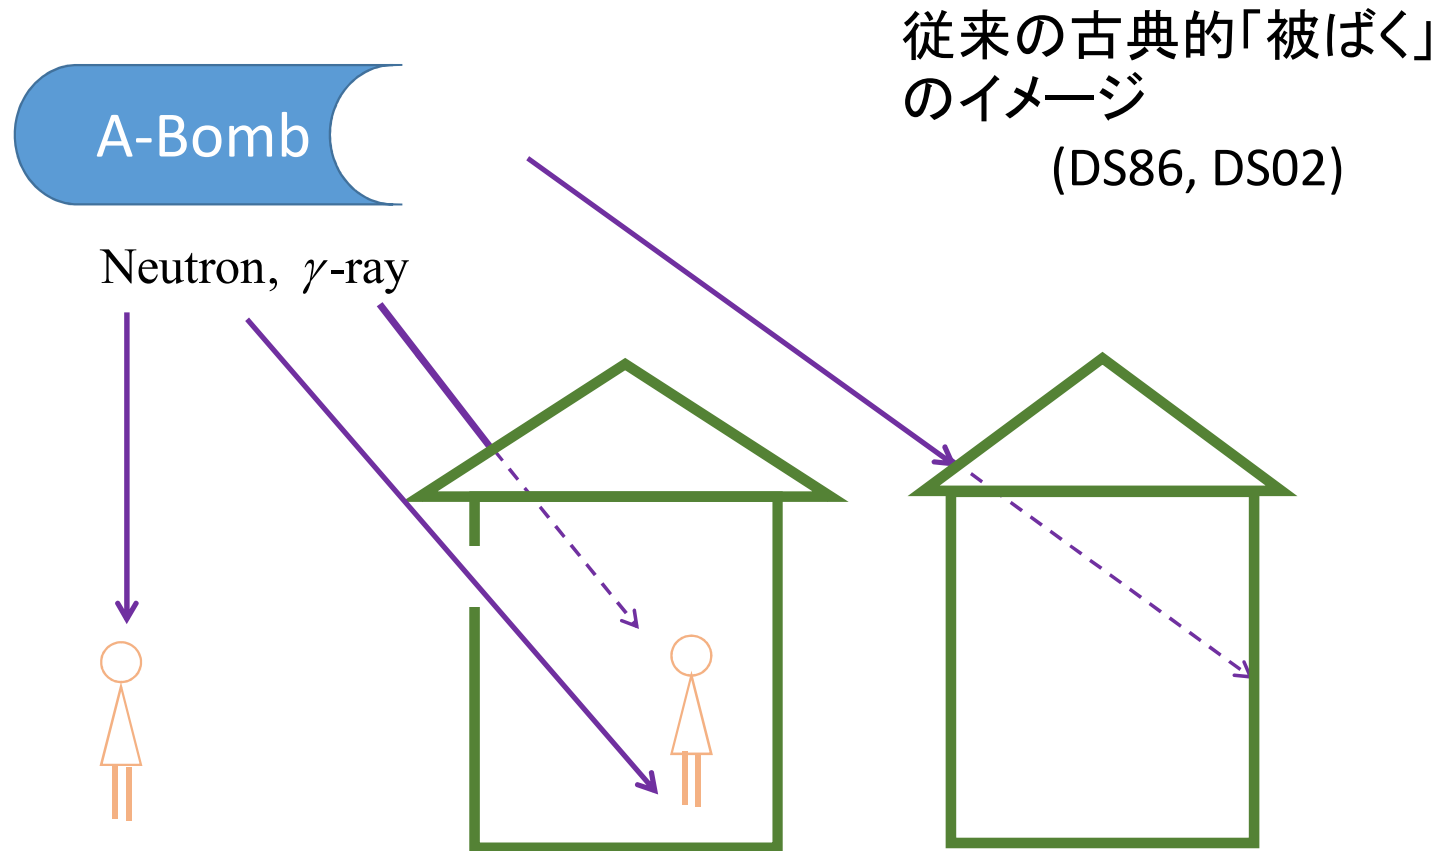 従来の古典的「被ばく」
のイメージ
(DS86, DS02)
A-Bomb
Neutron, γ-ray